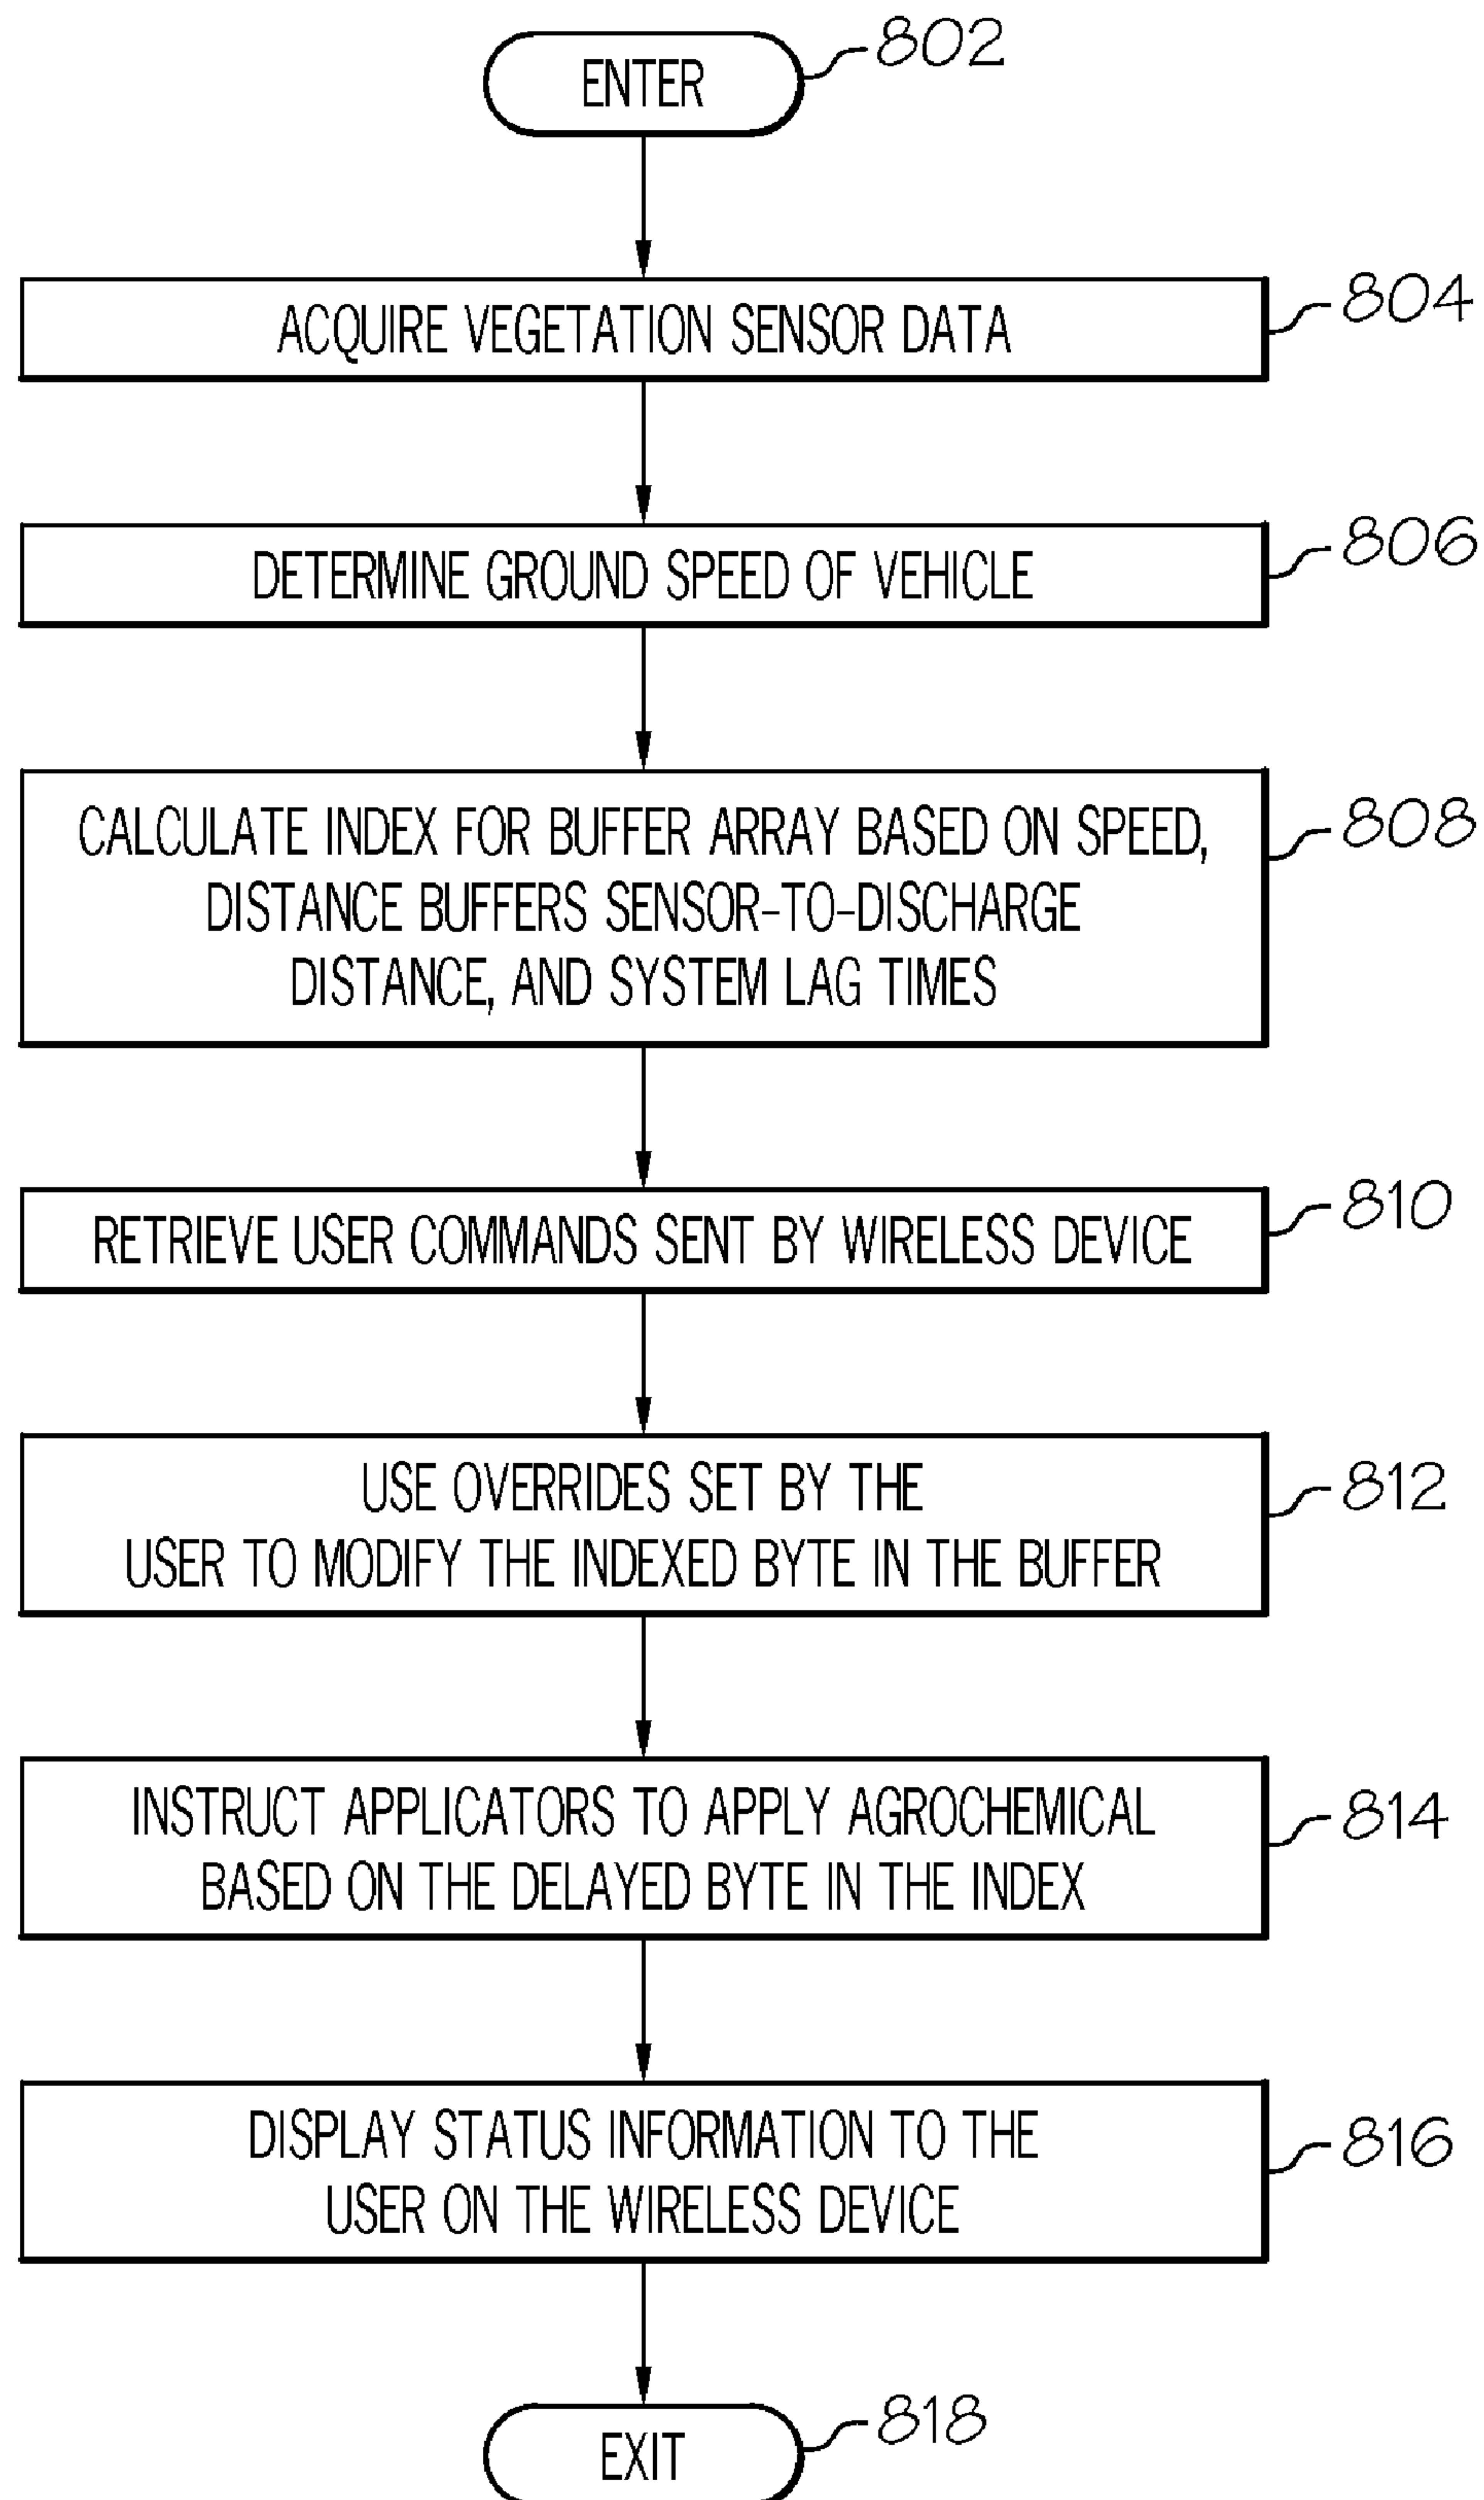 ENTER
802
ACQUIRE VEGETATION SENSOR DATA
804
DETERMINE GROUND SPEED OF VEHICLE
806
CALCULATE INDEX FOR BUFFER ARRAY BASED ON SPEED,
DISTANCE BUFFERS SENSOR-TO-DISCHARGE
DISTANCE, AND SYSTEM LAG TIMES
808
RETRIEVE USER COMMANDS SENT BY WIRELESS DEVICE
810
USE OVERRIDES SET BY THE
USER TO MODIFY THE INDEXED BYTE IN THE BUFFER
812
INSTRUCT APPLICATORS TO APPLY AGROCHEMICAL
BASED ON THE DELAYED BYTE IN THE INDEX
814
DISPLAY STATUS INFORMATION TO THE
USER ON THE WIRELESS DEVICE
816
EXIT
818